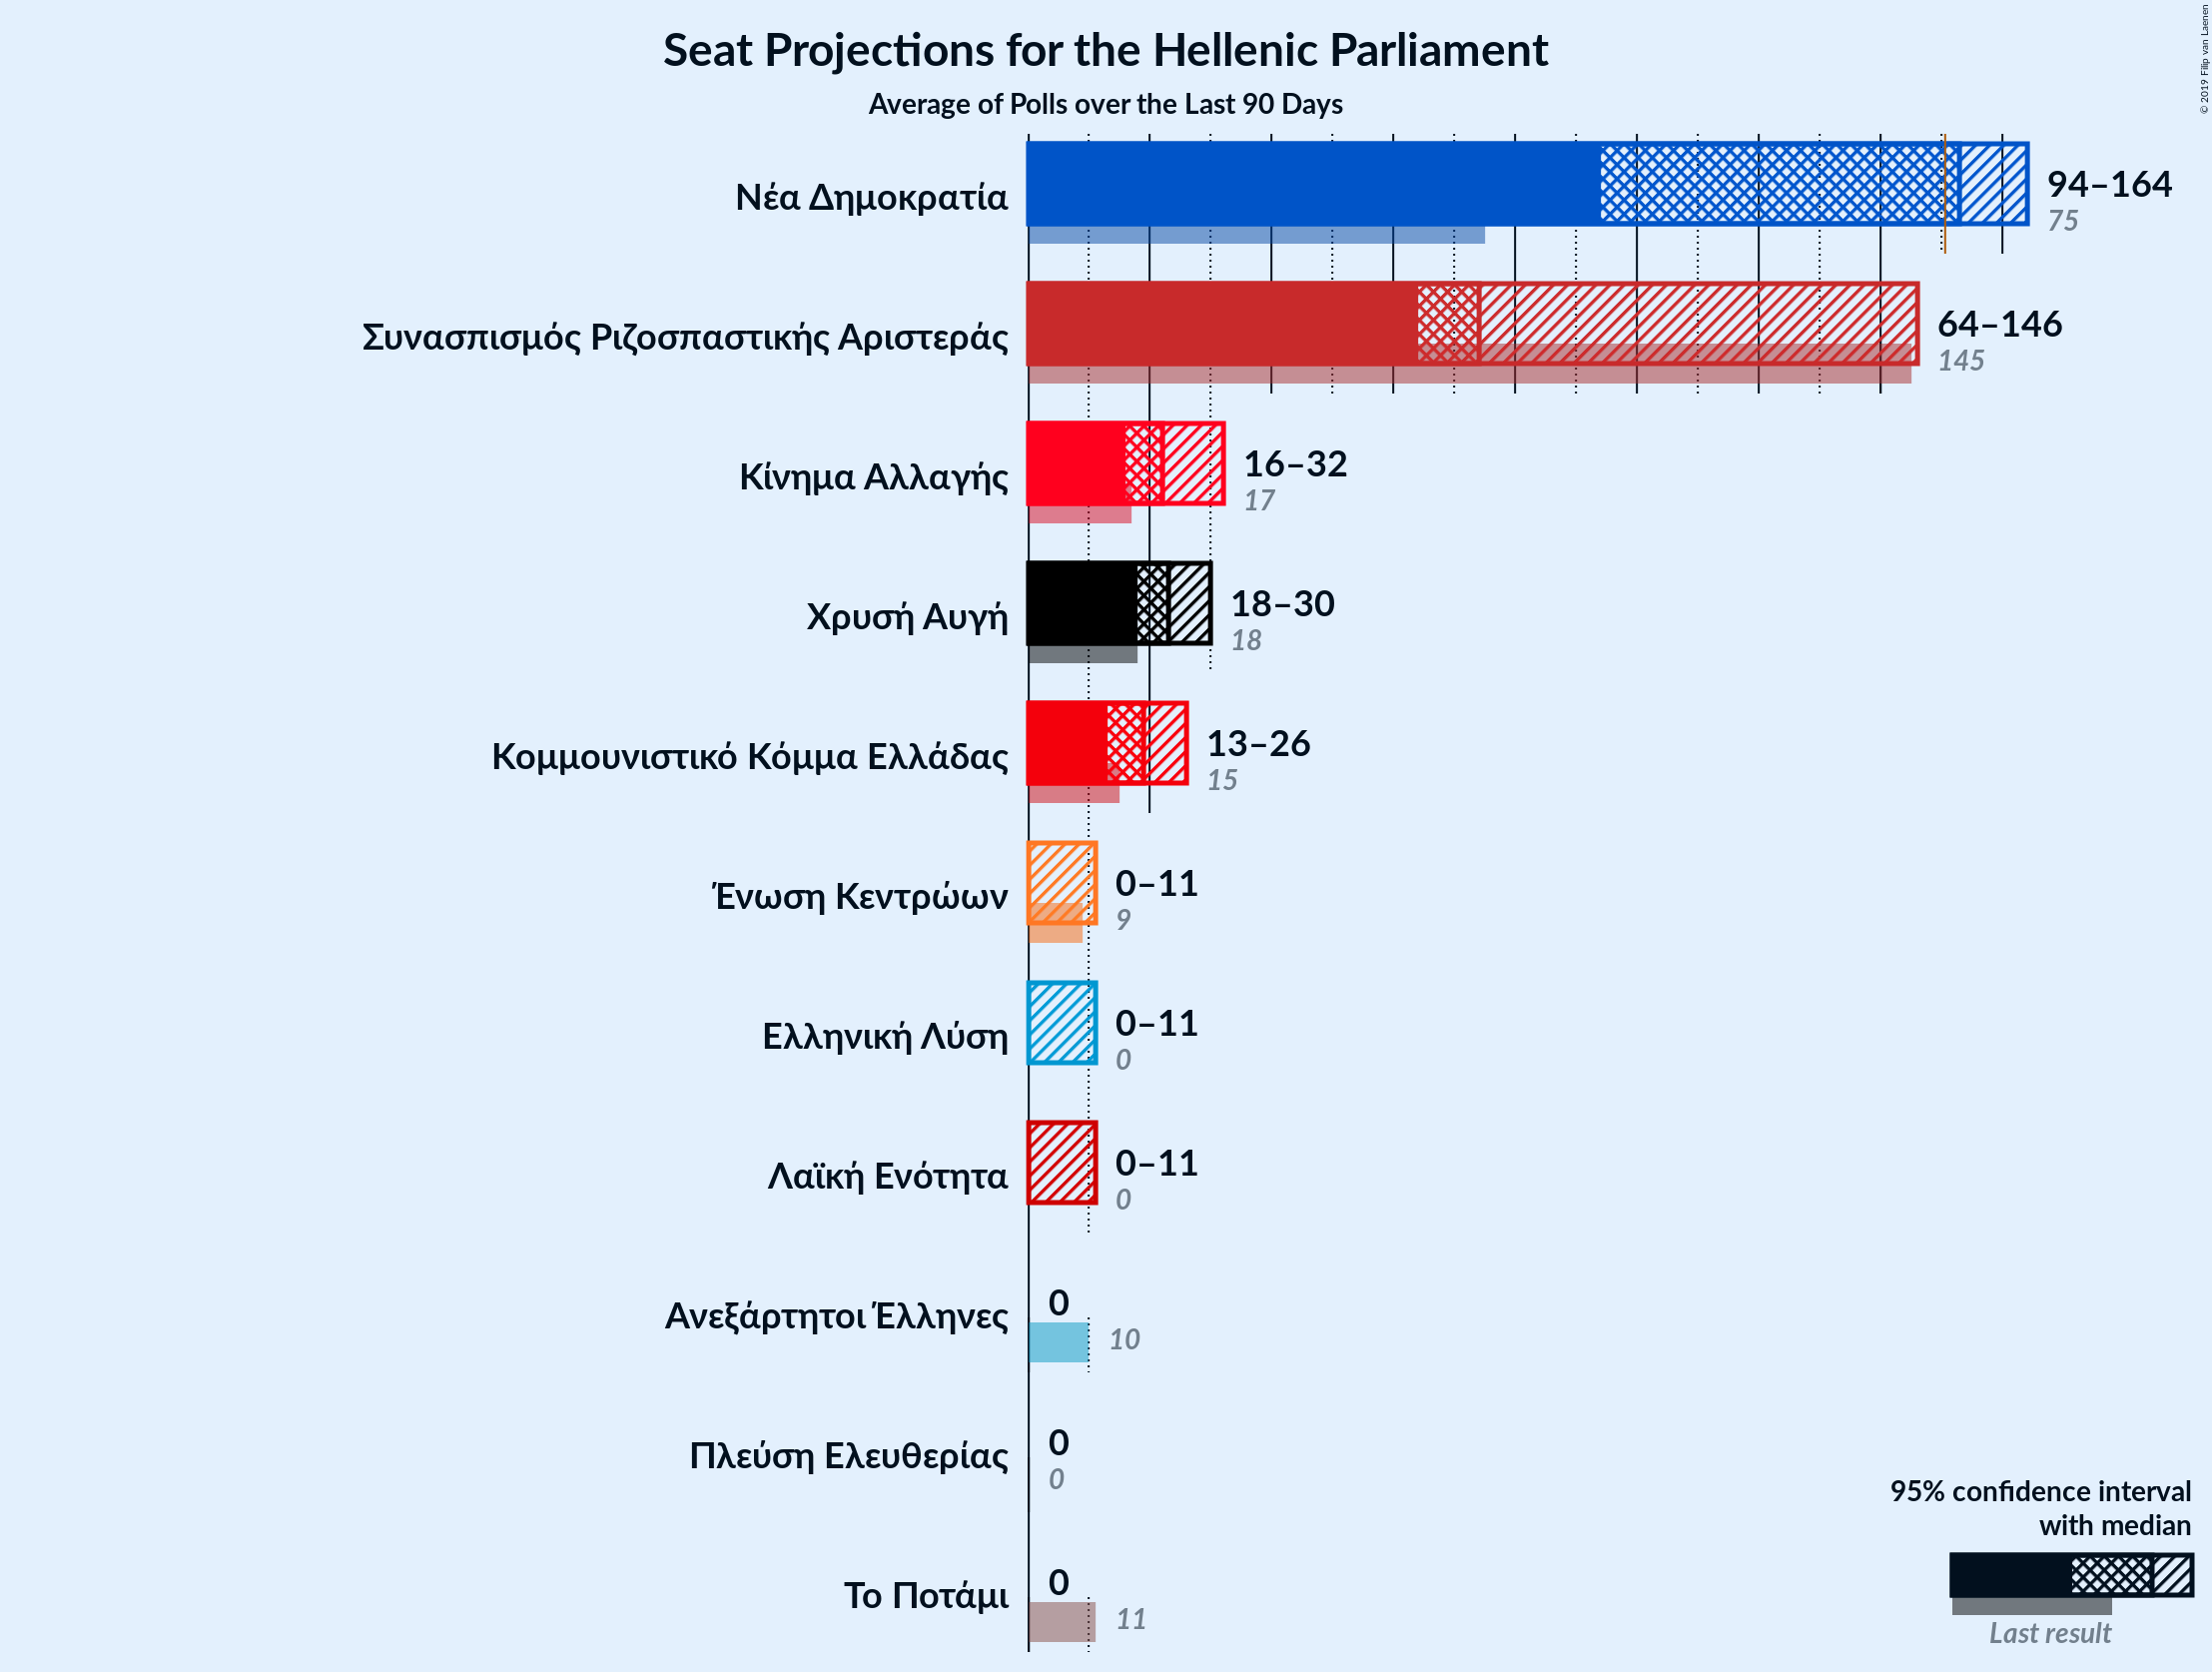 Seat Projections for the Hellenic Parliament
Average of Polls over the Last 90 Days
© 2019 Filip van Laenen
Νέα Δημοκρατία
94–164
75
Συνασπισμός Ριζοσπαστικής Αριστεράς
64–146
145
Κίνημα Αλλαγής
16–32
17
Χρυσή Αυγή
18–30
18
Κομμουνιστικό Κόμμα Ελλάδας
13–26
15
Ένωση Κεντρώων
0–11
9
Ελληνική Λύση
0–11
0
Λαϊκή Ενότητα
0–11
0
Ανεξάρτητοι Έλληνες
0
10
Πλεύση Ελευθερίας
0
0
Το Ποτάμι
0
11
95% confidence interval
with median
Last result